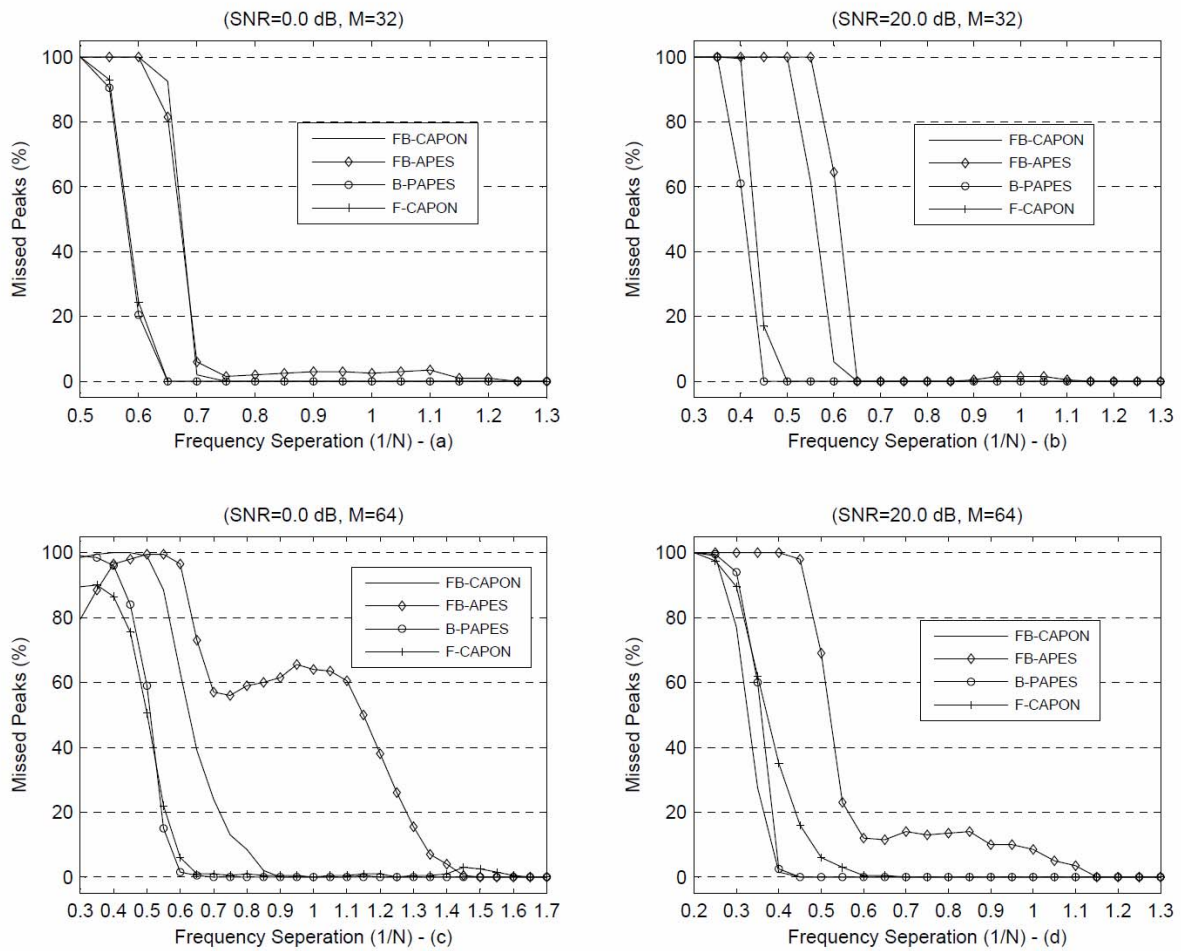 (SNR=0.0 dB, M=32)
Missed Peaks (%)
100
80
60
40
20
0
FB-CAPON
FB-APES
B-PAPES
F-CAPON
0.5 0.6 0.7 0.8 0.9 1 1.1 1.2 1.3
Frequency Seperation (1/N) - (a)
(SNR=20.0 dB, M=32)
Missed Peaks (%)
100
80
60
40
20
0
FB-CAPON
FB-APES
B-PAPES
F-CAPON
0.3 0.4 0.5 0.6 0.7 0.8 0.9 1 1.1 1.2 1.3
Frequency Seperation (1/N) - (b)
(SNR=0.0 dB, M=64)
Missed Peaks (%)
100
80
60
40
20
0
FB-CAPON
FB-APES
B-PAPES
F-CAPON
0.3 0.4 0.5 0.6 0.7 0.8 0.9 1 1.1 1.2 1.3 1.4 1.5 1.6 1.7
Frequency Seperation (1/N) - (c)
(SNR=20.0 dB, M=64)
Missed Peaks (%)
100
80
60
40
20
0
FB-CAPON
FB-APES
B-PAPES
F-CAPON
0.2 0.3 0.4 0.5 0.6 0.7 0.8 0.9 1 1.1 1.2 1.3
Frequency Seperation (1/N) - (d)